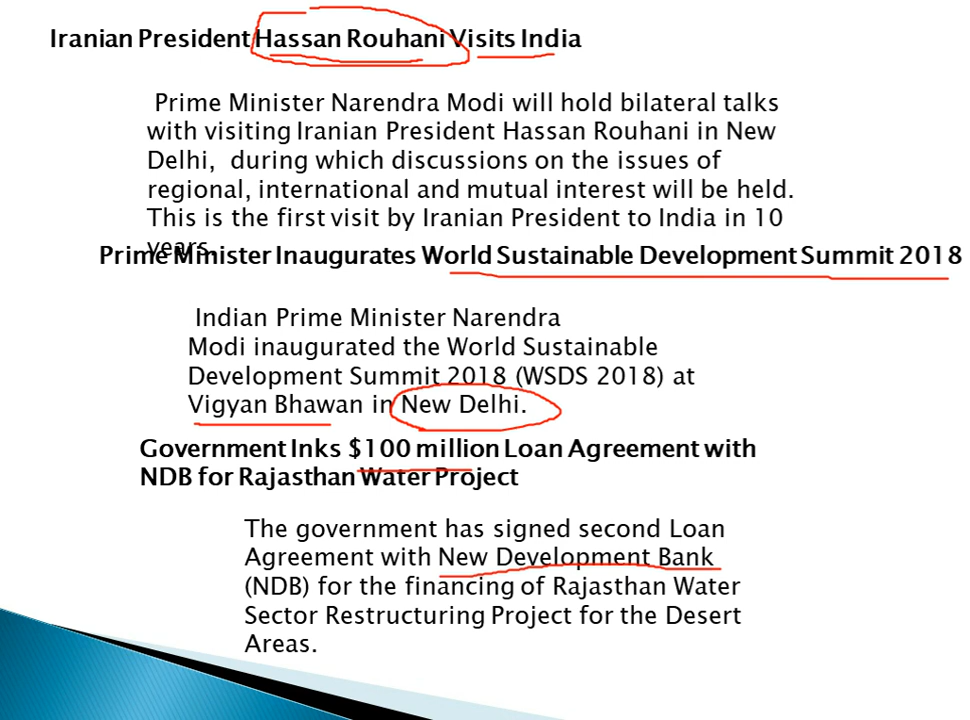 Iranian President Hassan Rouhani Visits India
Prime Minister Narendra Modi will hold bilateral talks
with visiting Iranian President Hassan Rouhani in New
Delhi, during which discussions on the issues of
regional, international and mutual interest will be held.
This is the first visit by Iranian President to India in 10
years.
Prime Minister Inaugurates World Sustainable Development Summit 2018
Indian Prime Minister Narendra
Modi inaugurated the World Sustainable
Development Summit 2018 (WSDS 2018) at
Vigyan Bhawan in New Delhi.
Government Inks $100 million Loan Agreement with
NDB for Rajasthan Water Project
The government has signed second Loan
Agreement with New Development Bank
(NDB) for the financing of Rajasthan Water
Sector Restructuring Project for the Desert
Areas.